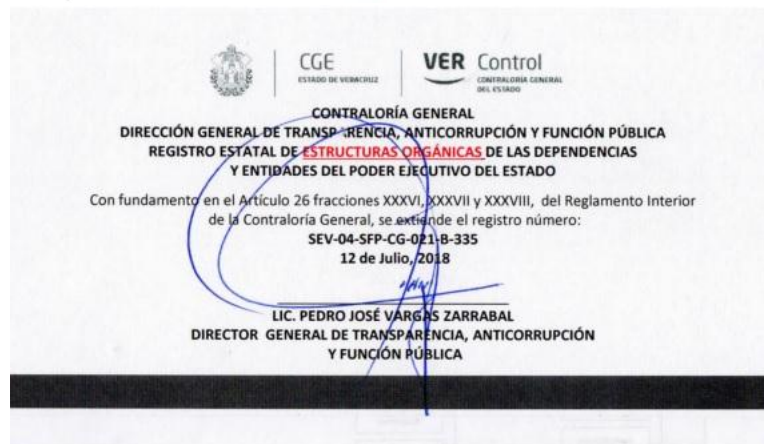 CGE
ESTADO DE VERACRUZ
VER Control
CONTRALORÍA GENERAL
DEL ESTADO
CONTRALORÍA GENERAL
DIRECCIÓN GENERAL DE TRANSP RENCIA, ANTICORRUPCIÓN Y FUNCIÓN PÚBLICA
REGISTRO ESTATAL DE ESTRUCTURAS ORGÁNICAS DE LAS DEPENDENCIAS
Y ENTIDADES DEL PODER EJECUTIVO DEL ESTADO
Con fundamento en el Artículo 26 fracciones XXXVI, XXXVII y XXXVIII, del Reglamento Interior
de la Contraloría General, se extiende el registro número:
SEV-04-SFP-CG-021-B-335
12 de Julio, 2018
LIC. PEDRO JOSÉ VARGAS ZARRABAL
DIRECTOR GENERAL DE TRANSPARENCIA, ANTICORRUPCIÓN
Y FUNCIÓN PÚBLICA